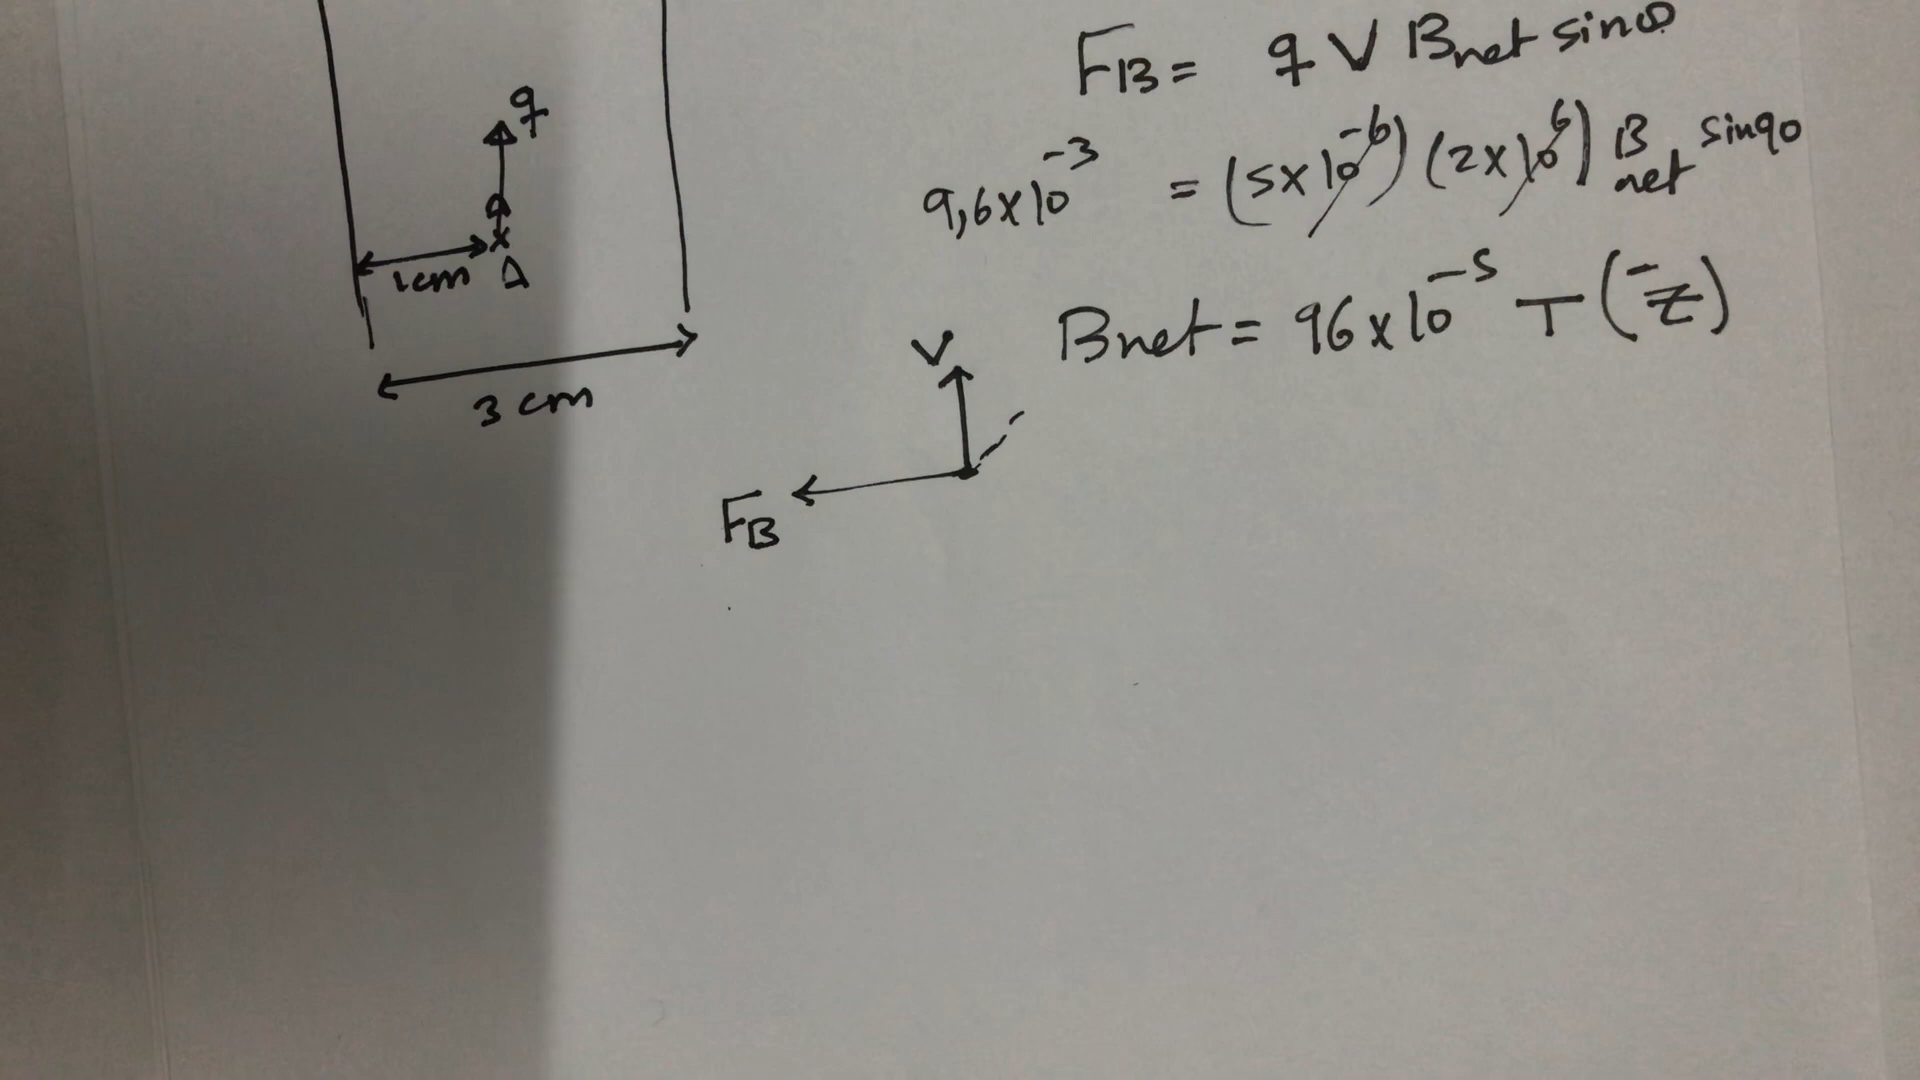 F_B = q V B_net sin∞
9,6×10^-3 = (5×10^-6) (2×10^6) B_net sin90
B_net = 96×10^-5 T (-z)
q
1cm A
3 cm
V
F_B